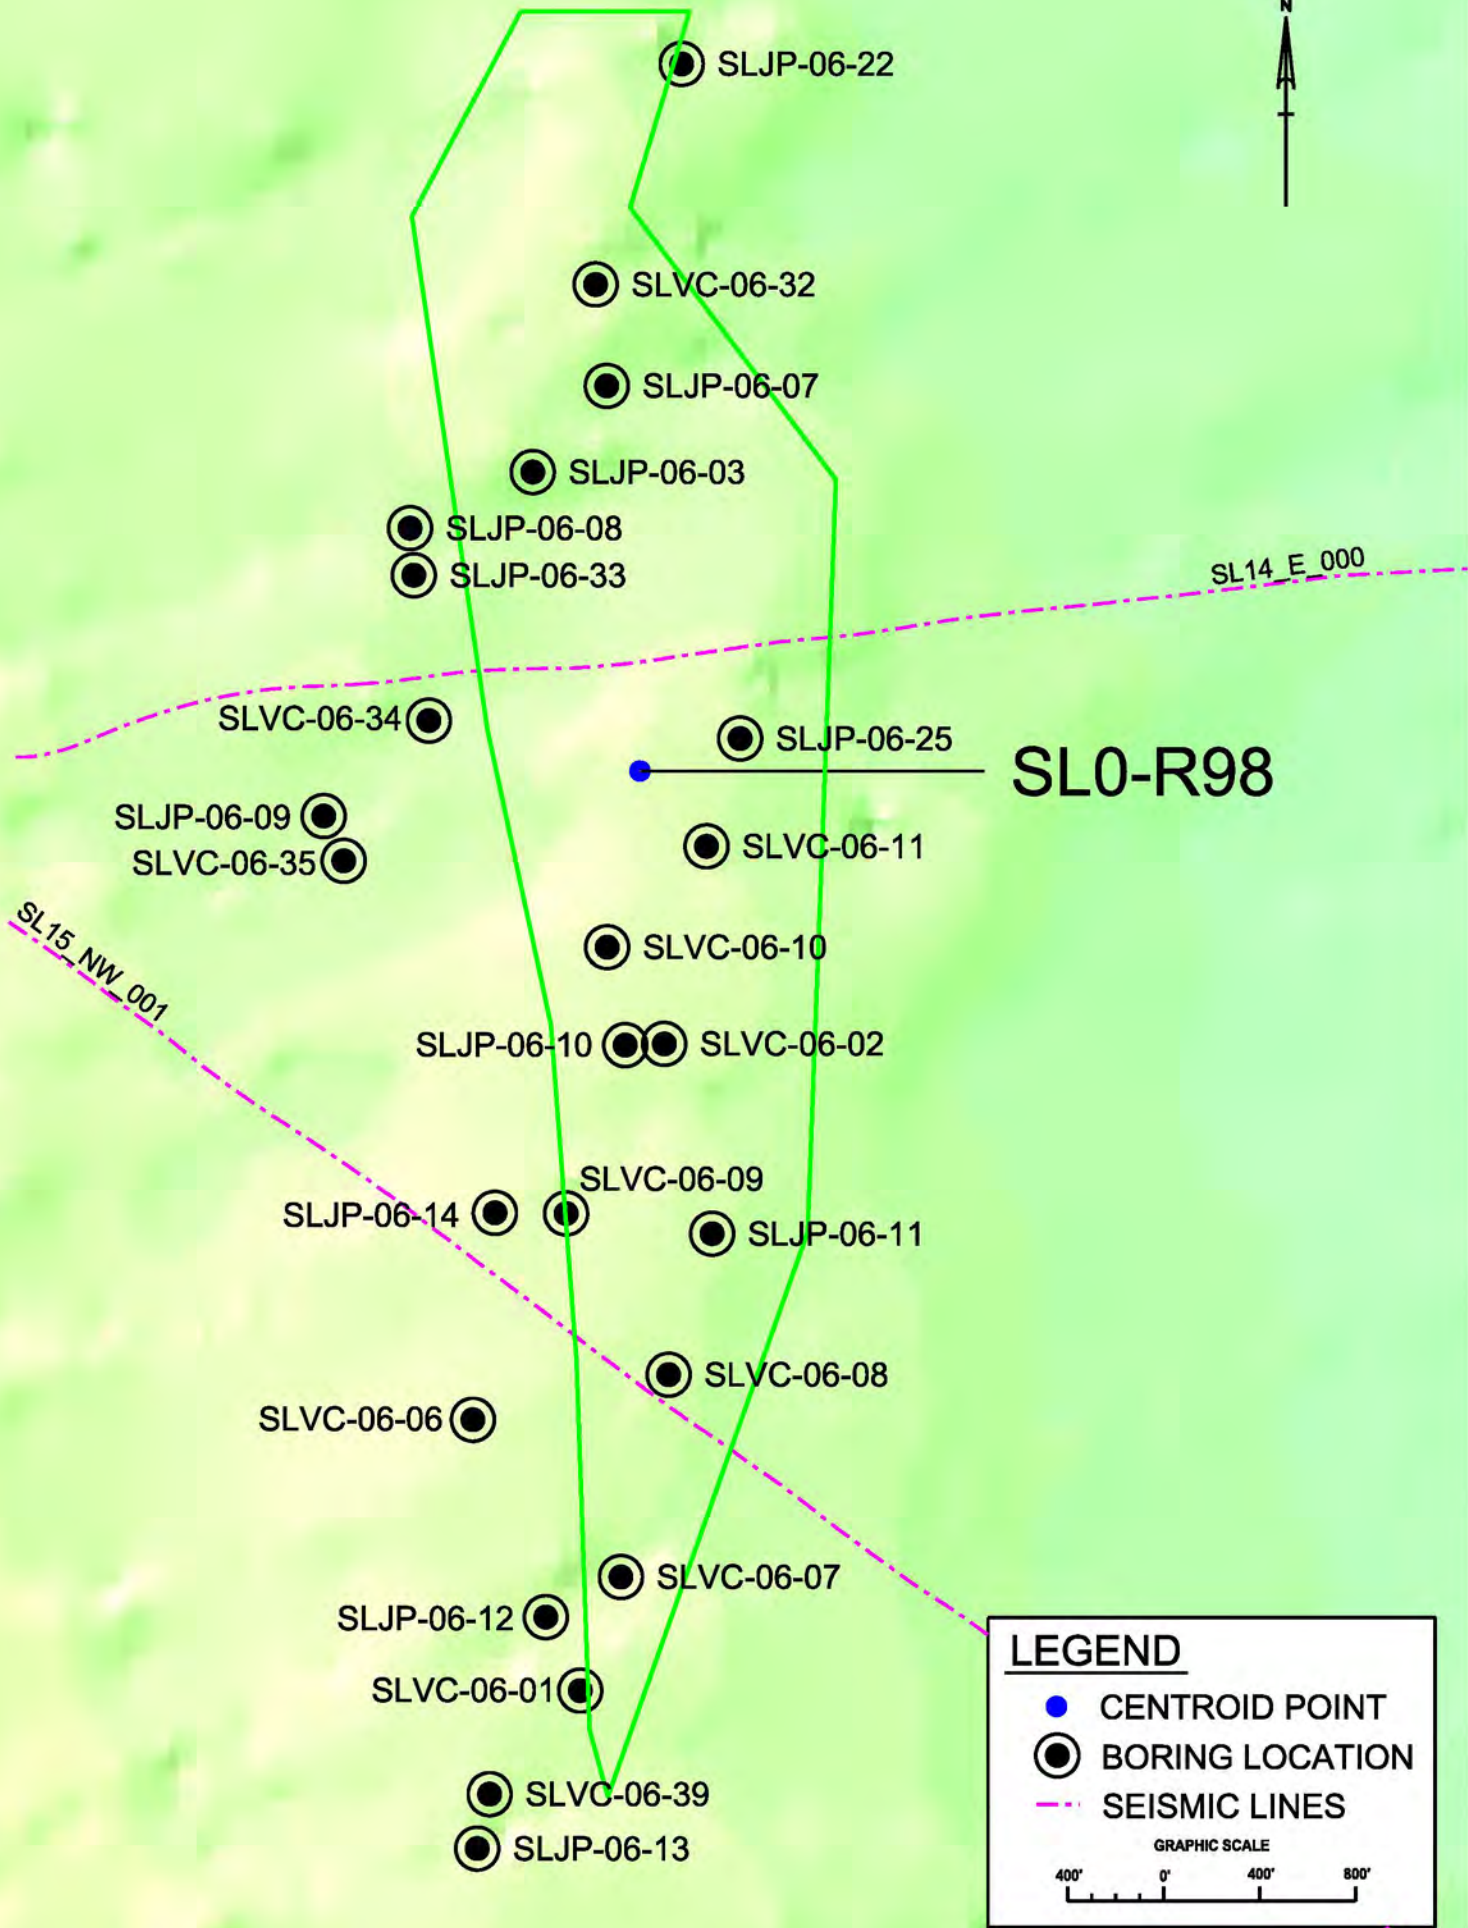 N
SLJP-06-22
SLVC-06-32
SLJP-06-07
SLJP-06-03
SLJP-06-08
SLJP-06-33
SL14_E_000
SLVC-06-34
SLJP-06-25
SL0-R98
SLJP-06-09
SLVC-06-11
SLVC-06-35
SL15_NW_001
SLVC-06-10
SLJP-06-10
SLVC-06-02
SLVC-06-09
SLJP-06-14
SLJP-06-11
SLVC-06-08
SLVC-06-06
SLVC-06-07
SLJP-06-12
SLVC-06-01
SLVC-06-39
SLJP-06-13
LEGEND
CENTROID POINT
BORING LOCATION
SEISMIC LINES
GRAPHIC SCALE
400' 0' 400' 800'